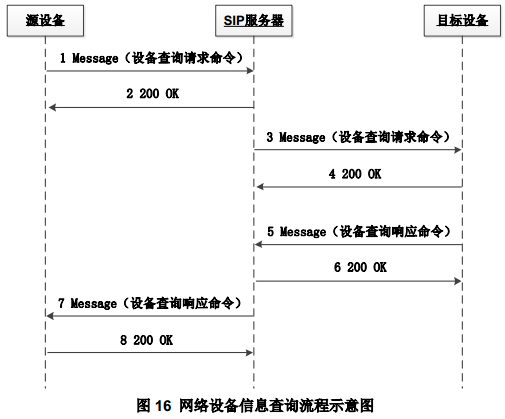 源设备
SIP服务器
目标设备
1 Message（设备查询请求命令）
2 200 OK
3 Message（设备查询请求命令）
4 200 OK
5 Message（设备查询响应命令）
6 200 OK
7 Message（设备查询响应命令）
8 200 OK
图 16 网络设备信息查询流程示意图